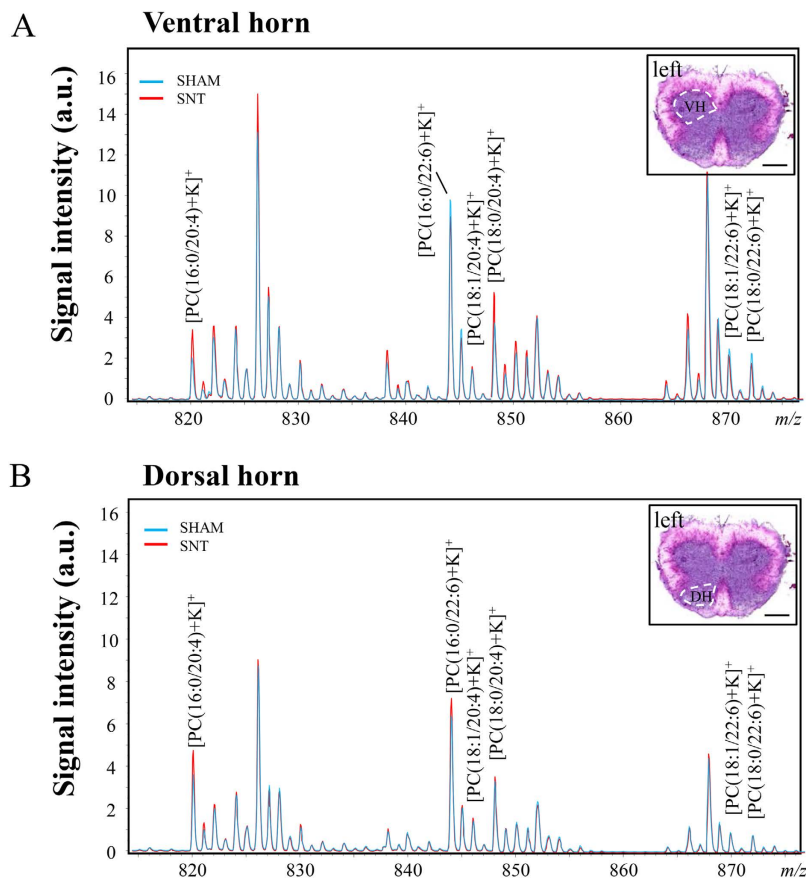 A
Ventral horn
Signal intensity (a.u.)
16
14
12
10
8
6
4
2
0
SHAM
SNT
[PC(16:0/20:4)+K]+
[PC(16:0/22:6)+K]+
[PC(18:1/20:4)+K]+
[PC(18:0/20:4)+K]+
[PC(18:1/22:6)+K]+
[PC(18:0/22:6)+K]+
left
VH
820
830
840
850
860
870
m/z
B
Dorsal horn
Signal intensity (a.u.)
16
14
12
10
8
6
4
2
0
SHAM
SNT
[PC(16:0/20:4)+K]+
[PC(16:0/22:6)+K]+
[PC(18:1/20:4)+K]+
[PC(18:0/20:4)+K]+
[PC(18:1/22:6)+K]+
[PC(18:0/22:6)+K]+
left
DH
820
830
840
850
860
870
m/z